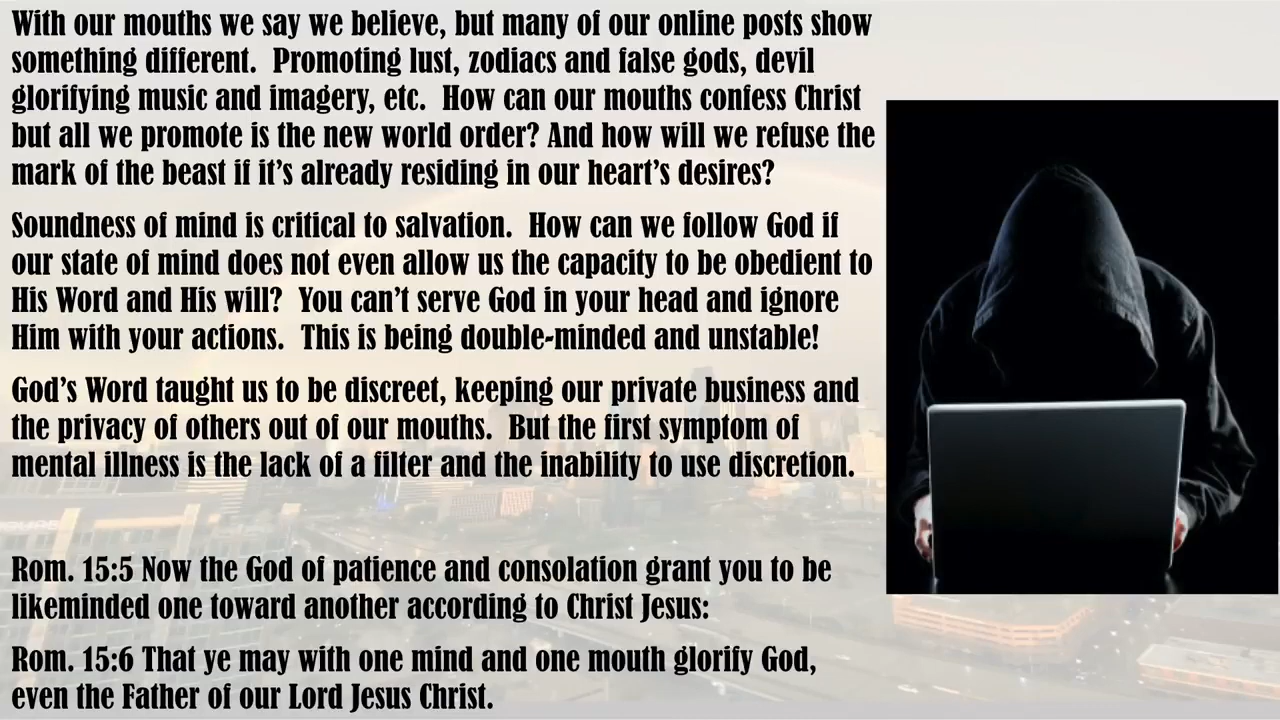 With our mouths we say we believe, but many of our online posts show
something different.  Promoting lust, zodiacs and false gods, devil
glorifying music and imagery, etc.  How can our mouths confess Christ
but all we promote is the new world order? And how will we refuse the
mark of the beast if it’s already residing in our heart’s desires?
Soundness of mind is critical to salvation.  How can we follow God if
our state of mind does not even allow us the capacity to be obedient to
His Word and His will?  You can’t serve God in your head and ignore
Him with your actions.  This is being double-minded and unstable!
God’s Word taught us to be discreet, keeping our private business and
the privacy of others out of our mouths.  But the first symptom of
mental illness is the lack of a filter and the inability to use discretion.
Rom. 15:5 Now the God of patience and consolation grant you to be
likeminded one toward another according to Christ Jesus:
Rom. 15:6 That ye may with one mind and one mouth glorify God,
even the Father of our Lord Jesus Christ.